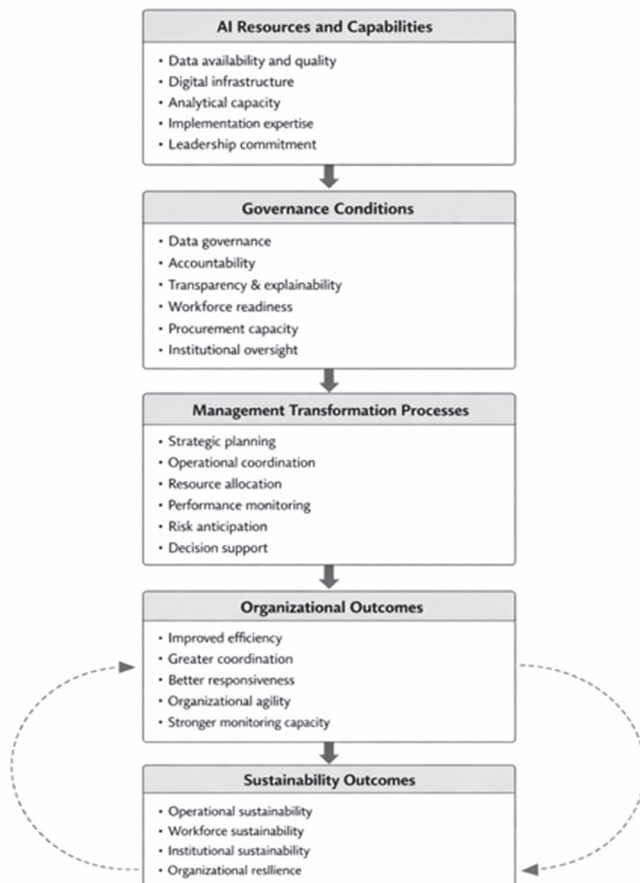 AI Resources and Capabilities
• Data availability and quality
• Digital infrastructure
• Analytical capacity
• Implementation expertise
• Leadership commitment
Governance Conditions
• Data governance
• Accountability
• Transparency & explainability
• Workforce readiness
• Procurement capacity
• Institutional oversight
Management Transformation Processes
• Strategic planning
• Operational coordination
• Resource allocation
• Performance monitoring
• Risk anticipation
• Decision support
Organizational Outcomes
• Improved efficiency
• Greater coordination
• Better responsiveness
• Organizational agility
• Stronger monitoring capacity
Sustainability Outcomes
• Operational sustainability
• Workforce sustainability
• Institutional sustainability
• Organizational resilience